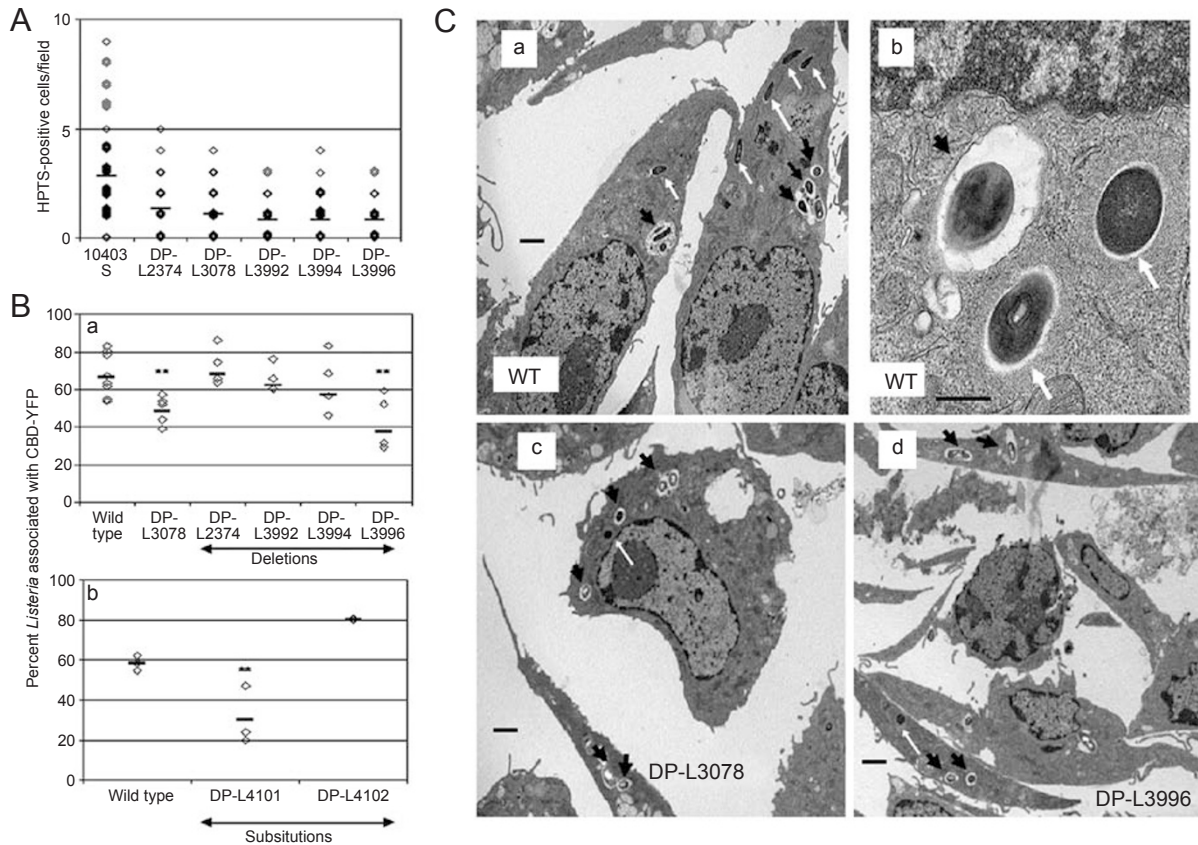 A
HPTS-positive cells/field
10
5
0
10403 S
DP-L2374
DP-L3078
DP-L3992
DP-L3994
DP-L3996
B
Percent Listeria associated with CBD-YFP
a
100
80
60
40
20
0
**
**
Wild type
DP-L3078
DP-L2374
DP-L3992
DP-L3994
DP-L3996
Deletions
b
100
80
60
40
20
0
**
Wild type
DP-L4101
DP-L4102
Subsitutions
C
a
WT
b
WT
c
DP-L3078
d
DP-L3996